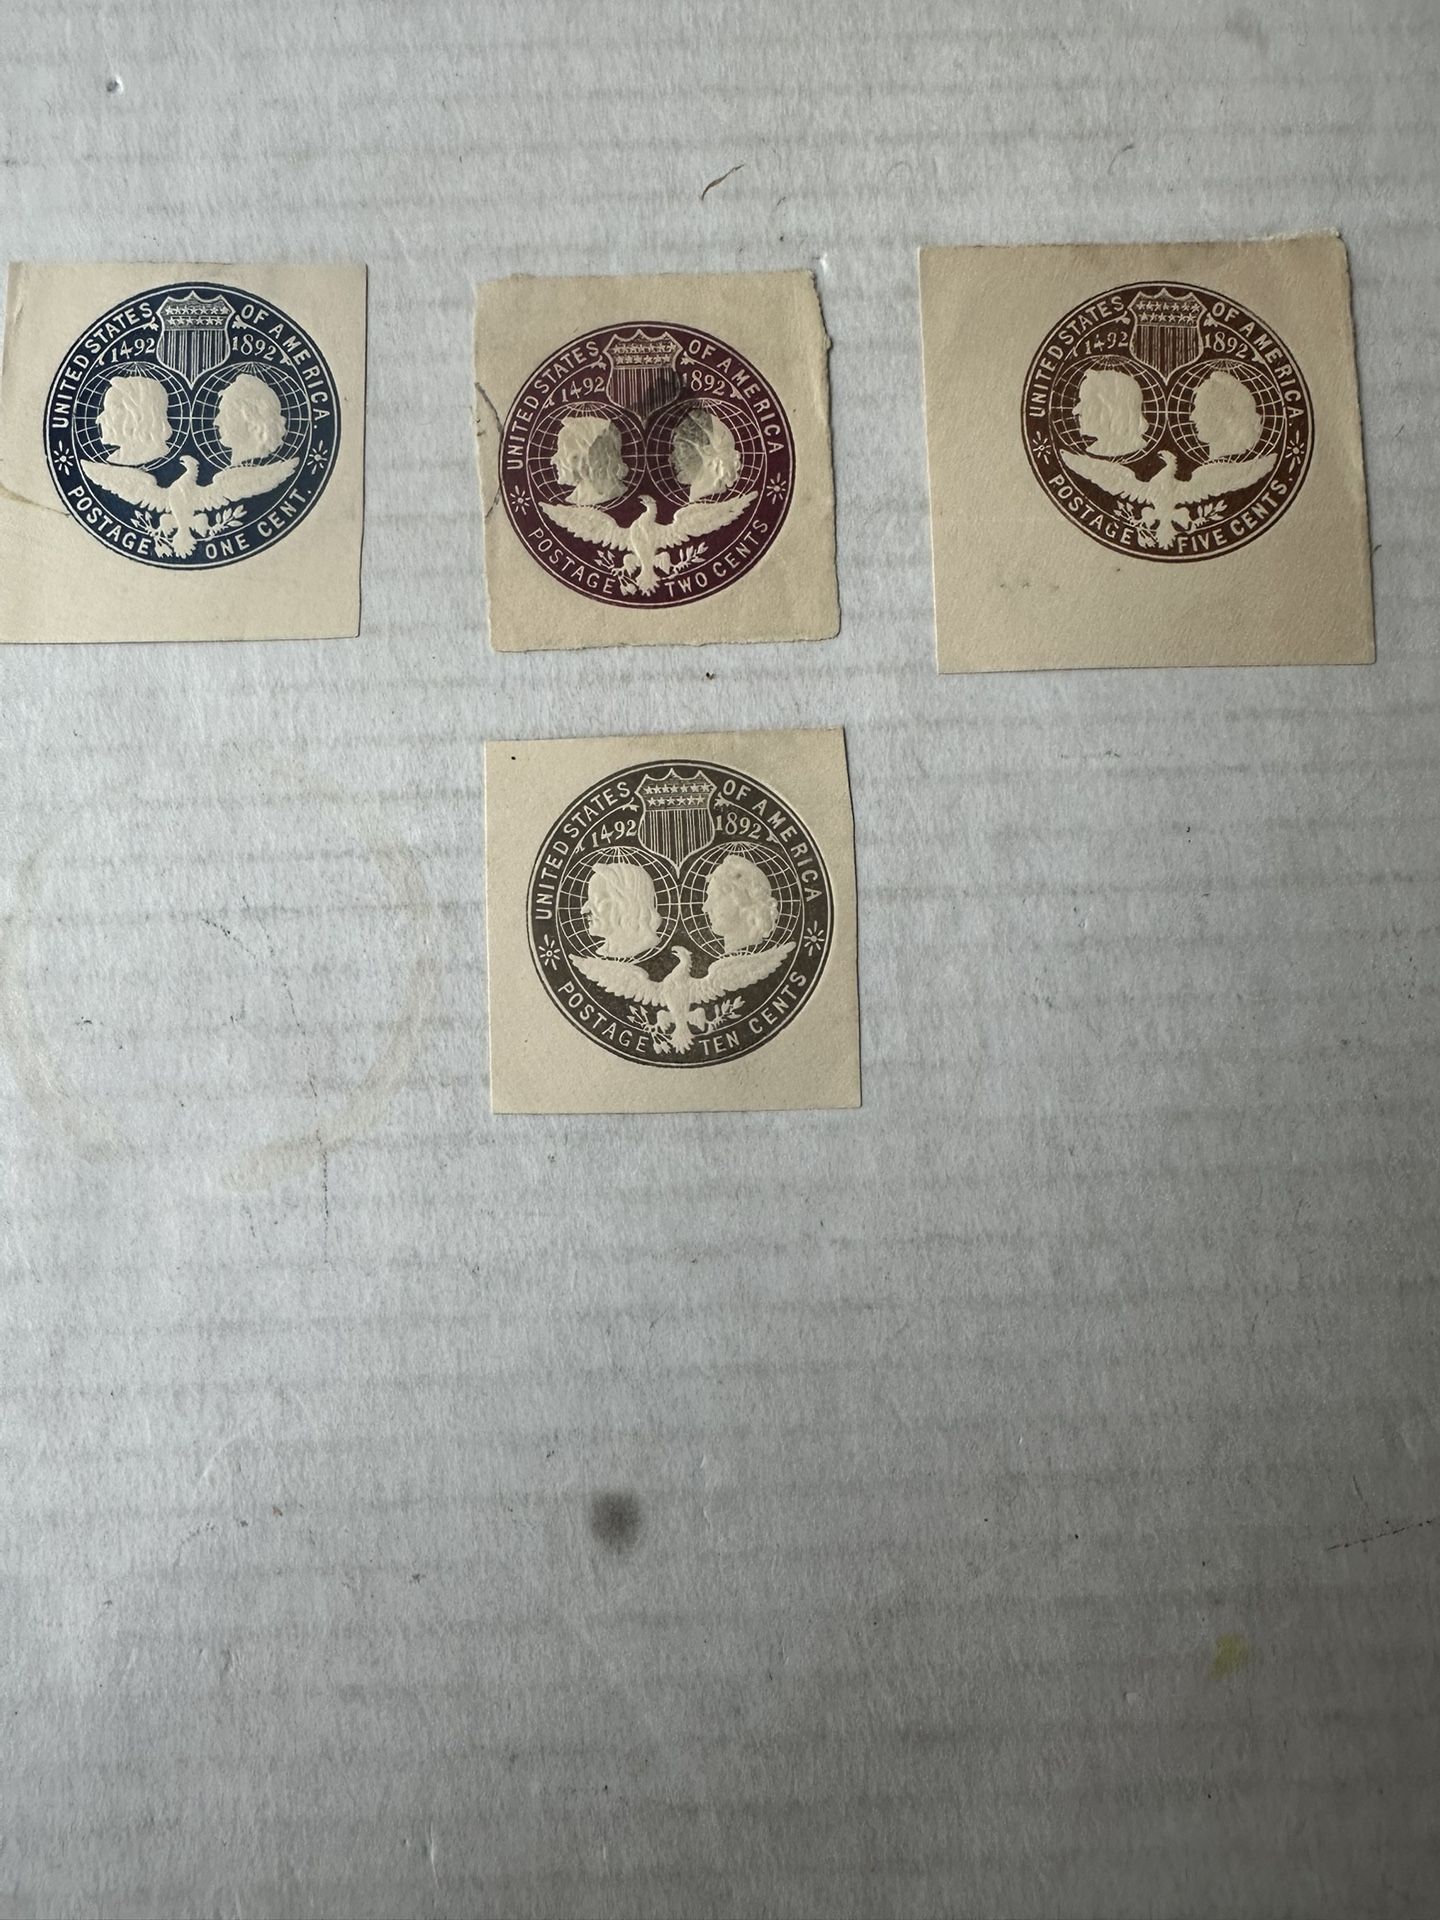 UNITED STATES OF AMERICA.
1492 1892
POSTAGE ONE CENT.
UNITED STATES OF AMERICA
1492 1892
POSTAGE TWO CENTS
UNITED STATES OF AMERICA.
1492 1892
POSTAGE FIVE CENTS.
UNITED STATES OF AMERICA
1492 1892
POSTAGE TEN CENTS